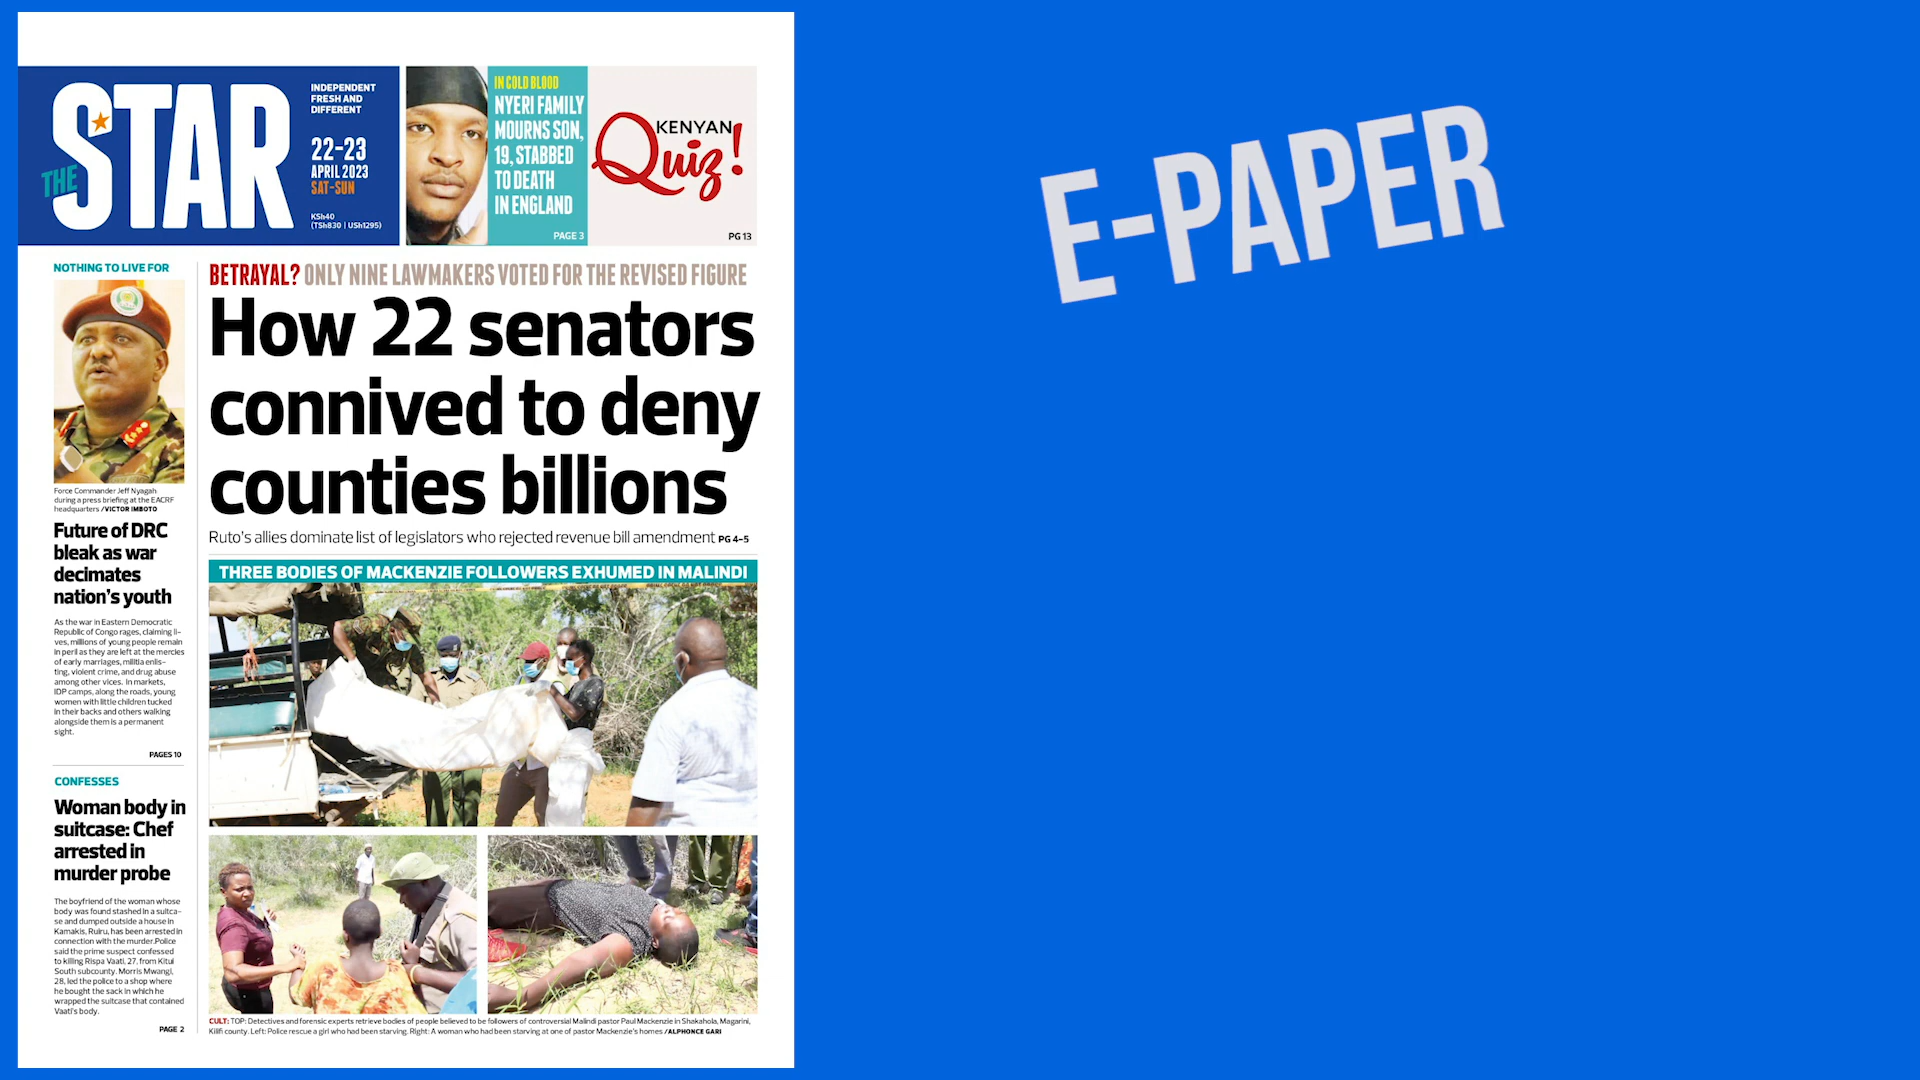 THE STAR
INDEPENDENT
FRESH AND
DIFFERENT
22-23
APRIL 2023
SAT-SUN
KSh40
(TSh830 | USh1295)
IN COLD BLOOD
NYERI FAMILY
MOURNS SON,
19, STABBED
TO DEATH
IN ENGLAND
PAGE 3
KENYAN
Quiz!
PG 13
E-PAPER
NOTHING TO LIVE FOR
Force Commander Jeff Nyagah
during a press briefing at the EACRF
headquarters /VICTOR IMBOTO
Future of DRC
bleak as war
decimates
nation's youth
As the war in Eastern Democratic
Republic of Congo rages, claiming li-
ves, millions of young people remain
in peril as they are left at the mercies
of early marriages, militia enlis-
ting, violent crime, and drug abuse
among other vices. In markets,
IDP camps, along the roads, young
women with little children tucked
in their backs and others walking
alongside them is a permanent
sight.
PAGES 10
CONFESSES
Woman body in
suitcase: Chef
arrested in
murder probe
The boyfriend of the woman whose
body was found stashed in a suitca-
se and dumped outside a house in
Kamakis, Ruiru, has been arrested in
connection with the murder.Police
said the prime suspect confessed
to killing Rispa Vaati, 27, from Kitui
South subcounty. Morris Mwangi,
28, led the police to a shop where
he bought the sack in which he
wrapped the suitcase that contained
Vaati's body.
PAGE 2
BETRAYAL? ONLY NINE LAWMAKERS VOTED FOR THE REVISED FIGURE
How 22 senators
connived to deny
counties billions
Ruto's allies dominate list of legislators who rejected revenue bill amendment PG 4-5
THREE BODIES OF MACKENZIE FOLLOWERS EXHUMED IN MALINDI
CULT: TOP: Detectives and forensic experts retrieve bodies of people believed to be followers of controversial Malindi pastor Paul Mackenzie in Shakahola, Magarini,
Kilifi county. Left: Police rescue a girl who had been starving. Right: A woman who had been starving at one of pastor Mackenzie's homes /ALPHONCE GARI